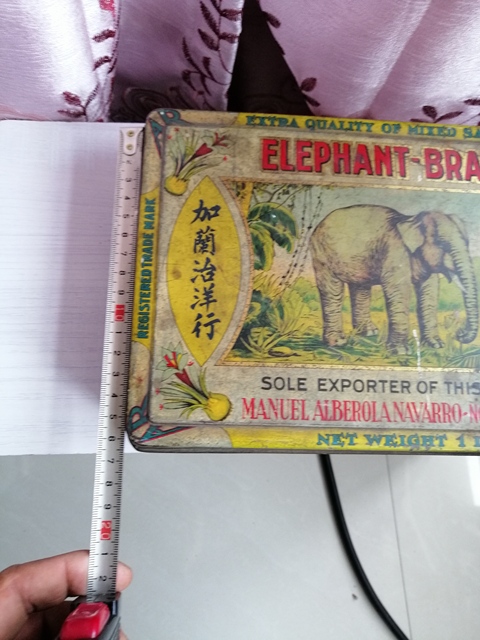 EXTRA QUALITY OF MIXED SA
ELEPHANT-BRA
REGISTERED TRADE MARK
加蘭治洋行
SOLE EXPORTER OF THIS
MANUEL ALBEROLA NAVARRO-
NET WEIGHT 1